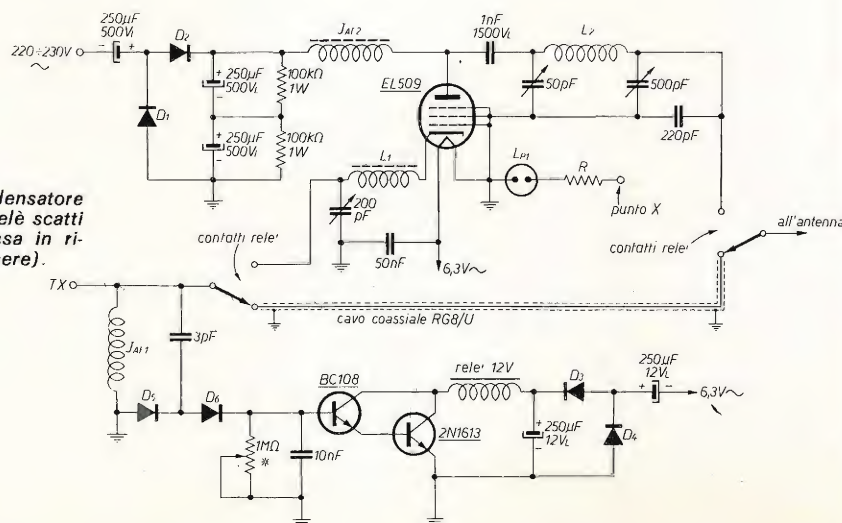 250µF
500Vl
220÷230V
~
- +
D2
D1
+
250µF
500Vl
-
+
250µF
500Vl
-
100kΩ
1W
100kΩ
1W
JAF2
EL509
1nF
1500VL
L2
50pF
500pF
220pF
L1
200
pF
50nF
6,3V~
LP1
R
punto X
contatti rele'
all'antenna
contatti rele'
densatore
elè scatti
ssa in ri-
ere).
TX
cavo coassiale RG8/U
JAF1
3pF
D5
D6
1MΩ
*
10nF
BC108
2N1613
rele' 12V
+
250µF
12VL
-
D3
D4
250µF
12VL
+ -
6,3V~